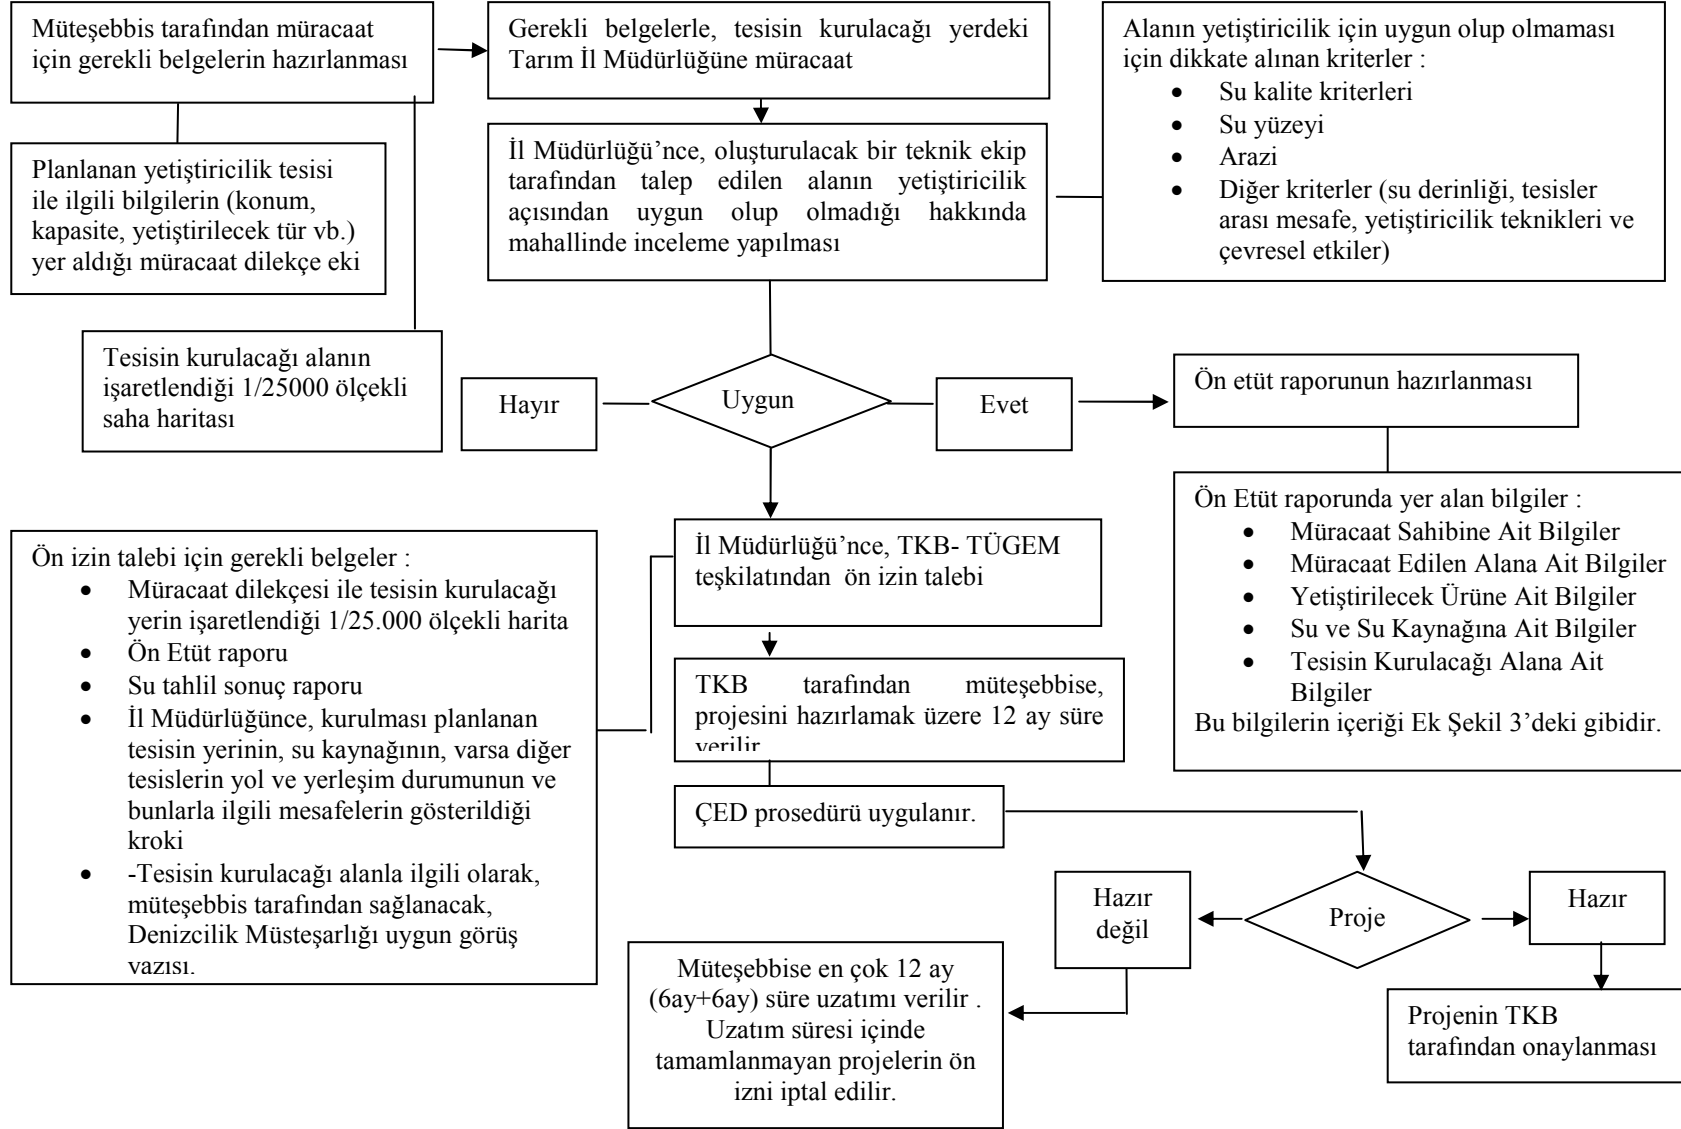 Müteşebbis tarafından müracaat
için gerekli belgelerin hazırlanması
Gerekli belgelerle, tesisin kurulacağı yerdeki
Tarım İl Müdürlüğüne müracaat
Alanın yetiştiricilik için uygun olup olmaması
için dikkate alınan kriterler :
• Su kalite kriterleri
• Su yüzeyi
• Arazi
• Diğer kriterler (su derinliği, tesisler
arası mesafe, yetiştiricilik teknikleri ve
çevresel etkiler)
Planlanan yetiştiricilik tesisi
ile ilgili bilgilerin (konum,
kapasite, yetiştirilecek tür vb.)
yer aldığı müracaat dilekçe eki
İl Müdürlüğü’nce, oluşturulacak bir teknik ekip
tarafından talep edilen alanın yetiştiricilik
açısından uygun olup olmadığı hakkında
mahallinde inceleme yapılması
Tesisin kurulacağı alanın
işaretlendiği 1/25000 ölçekli
saha haritası
Hayır
Uygun
Evet
Ön etüt raporunun hazırlanması
Ön Etüt raporunda yer alan bilgiler :
• Müracaat Sahibine Ait Bilgiler
• Müracaat Edilen Alana Ait Bilgiler
• Yetiştirilecek Ürüne Ait Bilgiler
• Su ve Su Kaynağına Ait Bilgiler
• Tesisin Kurulacağı Alana Ait
Bilgiler
Bu bilgilerin içeriği Ek Şekil 3’deki gibidir.
Ön izin talebi için gerekli belgeler :
• Müracaat dilekçesi ile tesisin kurulacağı
yerin işaretlendiği 1/25.000 ölçekli harita
• Ön Etüt raporu
• Su tahlil sonuç raporu
• İl Müdürlüğünce, kurulması planlanan
tesisin yerinin, su kaynağının, varsa diğer
tesislerin yol ve yerleşim durumunun ve
bunlarla ilgili mesafelerin gösterildiği
kroki
• -Tesisin kurulacağı alanla ilgili olarak,
müteşebbis tarafından sağlanacak,
Denizcilik Müsteşarlığı uygun görüş
yazısı.
İl Müdürlüğü’nce, TKB- TÜGEM
teşkilatından ön izin talebi
TKB tarafından müteşebbise,
projesini hazırlamak üzere 12 ay süre
verilir
ÇED prosedürü uygulanır.
Hazır
değil
Proje
Hazır
Müteşebbise en çok 12 ay
(6ay+6ay) süre uzatımı verilir .
Uzatım süresi içinde
tamamlanmayan projelerin ön
izni iptal edilir.
Projenin TKB
tarafından onaylanması